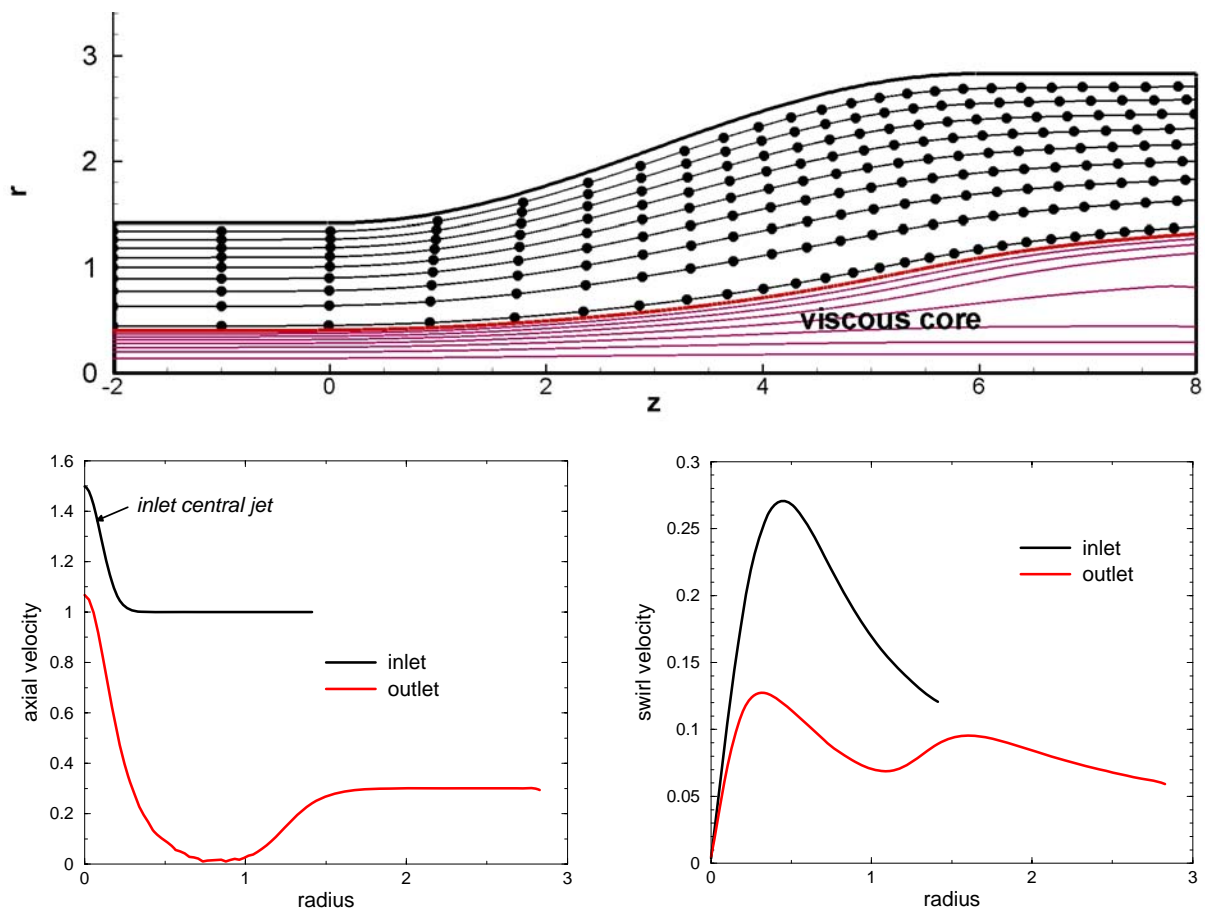 r
3
2
1
0
-2 0 2 4 6 8
z
viscous core
1.6
1.4
1.2
1
0.8
0.6
0.4
0.2
0
0 1 2 3
axial velocity
radius
inlet central jet
inlet
outlet
0.3
0.25
0.2
0.15
0.1
0.05
0
0 1 2 3
swirl velocity
radius
inlet
outlet